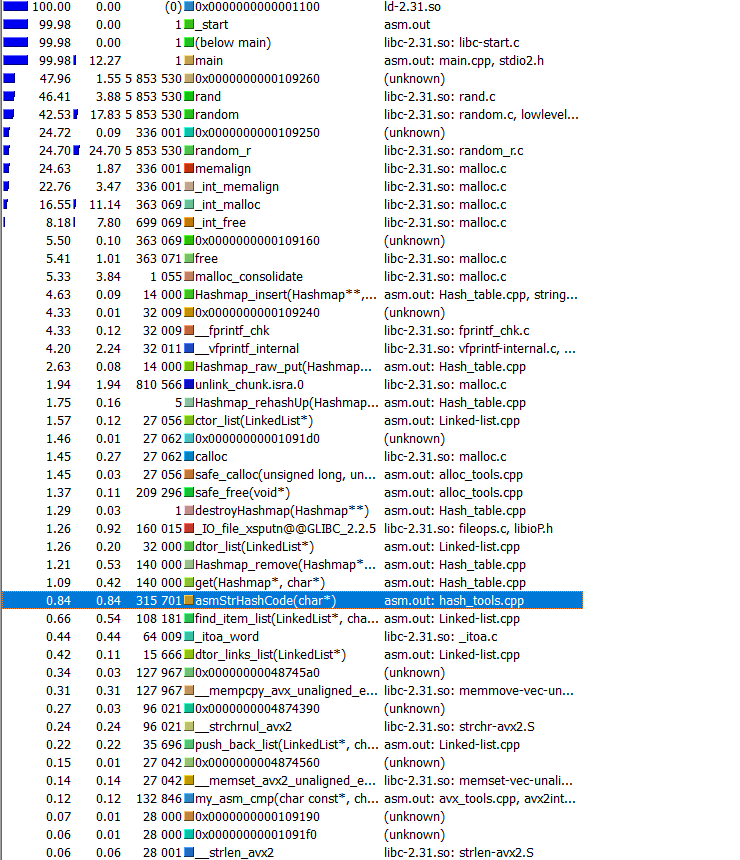 100.00 0.00 (0) 0x0000000000001100 ld-2.31.so
99.98 0.00 1 _start asm.out
99.98 0.00 1 (below main) libc-2.31.so: libc-start.c
99.98 12.27 1 main asm.out: main.cpp, stdio2.h
47.96 1.55 5 853 530 0x0000000000109260 (unknown)
46.41 3.88 5 853 530 rand libc-2.31.so: rand.c
42.53 17.83 5 853 530 random libc-2.31.so: random.c, lowlevel...
24.72 0.09 336 001 0x0000000000109250 (unknown)
24.70 24.70 5 853 530 random_r libc-2.31.so: random_r.c
24.63 1.87 336 001 memalign libc-2.31.so: malloc.c
22.76 3.47 336 001 _int_memalign libc-2.31.so: malloc.c
16.55 11.14 363 069 _int_malloc libc-2.31.so: malloc.c
8.18 7.80 699 069 _int_free libc-2.31.so: malloc.c
5.50 0.10 363 069 0x0000000000109160 (unknown)
5.41 1.01 363 071 free libc-2.31.so: malloc.c
5.33 3.84 1 055 malloc_consolidate libc-2.31.so: malloc.c
4.63 0.09 14 000 Hashmap_insert(Hashmap**,... asm.out: Hash_table.cpp, string...
4.33 0.01 32 009 0x0000000000109240 (unknown)
4.33 0.12 32 009 __fprintf_chk libc-2.31.so: fprintf_chk.c
4.20 2.24 32 011 __vfprintf_internal libc-2.31.so: vfprintf-internal.c, ...
2.63 0.08 14 000 Hashmap_raw_put(Hashmap... asm.out: Hash_table.cpp
1.94 1.94 810 566 unlink_chunk.isra.0 libc-2.31.so: malloc.c
1.75 0.16 5 Hashmap_rehashUp(Hashmap... asm.out: Hash_table.cpp
1.57 0.12 27 056 ctor_list(LinkedList*) asm.out: Linked-list.cpp
1.46 0.01 27 062 0x00000000001091d0 (unknown)
1.45 0.27 27 062 calloc libc-2.31.so: malloc.c
1.45 0.03 27 056 safe_calloc(unsigned long, un... asm.out: alloc_tools.cpp
1.37 0.11 209 296 safe_free(void*) asm.out: alloc_tools.cpp
1.29 0.03 1 destroyHashmap(Hashmap**) asm.out: Hash_table.cpp
1.26 0.92 160 015 _IO_file_xsputn@@GLIBC_2.2.5 libc-2.31.so: fileops.c, libioP.h
1.26 0.20 32 000 dtor_list(LinkedList*) asm.out: Linked-list.cpp
1.21 0.53 140 000 Hashmap_remove(Hashmap... asm.out: Hash_table.cpp
1.09 0.42 140 000 get(Hashmap*, char*) asm.out: Hash_table.cpp
0.84 0.84 315 701 asmStrHashCode(char*) asm.out: hash_tools.cpp
0.66 0.54 108 181 find_item_list(LinkedList*, cha... asm.out: Linked-list.cpp
0.44 0.44 64 009 _itoa_word libc-2.31.so: _itoa.c
0.42 0.11 15 666 dtor_links_list(LinkedList*) asm.out: Linked-list.cpp
0.34 0.03 127 967 0x00000000048745a0 (unknown)
0.31 0.31 127 967 __mempcpy_avx_unaligned_e... libc-2.31.so: memmove-vec-un...
0.27 0.03 96 021 0x0000000004874390 (unknown)
0.24 0.24 96 021 __strchrnul_avx2 libc-2.31.so: strchr-avx2.S
0.22 0.22 35 696 push_back_list(LinkedList*, ch... asm.out: Linked-list.cpp
0.15 0.01 27 042 0x0000000004874560 (unknown)
0.14 0.14 27 042 __memset_avx2_unaligned_e... libc-2.31.so: memset-vec-unali...
0.12 0.12 132 846 my_asm_cmp(char const*, ch... asm.out: avx_tools.cpp, avx2int...
0.07 0.01 28 000 0x0000000000109190 (unknown)
0.06 0.01 28 000 0x00000000001091f0 (unknown)
0.06 0.06 28 001 __strlen_avx2 libc-2.31.so: strlen-avx2.S